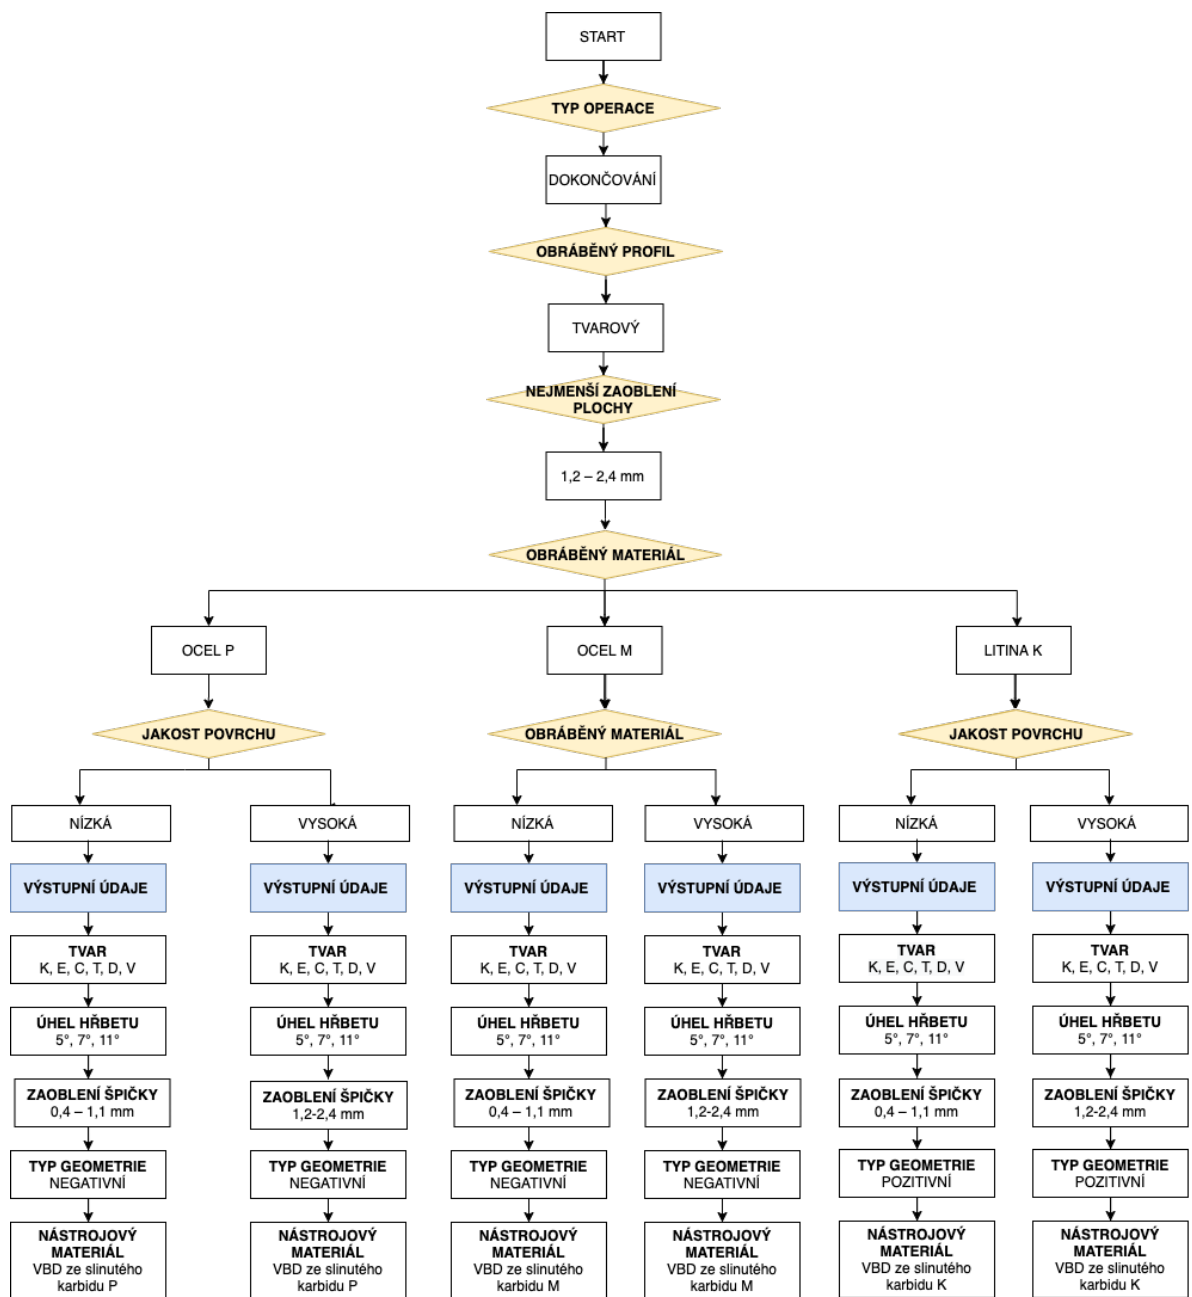 START
TYP OPERACE
DOKONČOVÁNÍ
OBRÁBĚNÝ PROFIL
TVAROVÝ
NEJMENŠÍ ZAOBLENÍ
PLOCHY
1,2 – 2,4 mm
OBRÁBĚNÝ MATERIÁL
OCEL P
OCEL M
LITINA K
JAKOST POVRCHU
OBRÁBĚNÝ MATERIÁL
JAKOST POVRCHU
NÍZKÁ
VYSOKÁ
NÍZKÁ
VYSOKÁ
NÍZKÁ
VYSOKÁ
VÝSTUPNÍ ÚDAJE
VÝSTUPNÍ ÚDAJE
VÝSTUPNÍ ÚDAJE
VÝSTUPNÍ ÚDAJE
VÝSTUPNÍ ÚDAJE
VÝSTUPNÍ ÚDAJE
TVAR
K, E, C, T, D, V
TVAR
K, E, C, T, D, V
TVAR
K, E, C, T, D, V
TVAR
K, E, C, T, D, V
TVAR
K, E, C, T, D, V
TVAR
K, E, C, T, D, V
ÚHEL HŘBETU
5°, 7°, 11°
ÚHEL HŘBETU
5°, 7°, 11°
ÚHEL HŘBETU
5°, 7°, 11°
ÚHEL HŘBETU
5°, 7°, 11°
ÚHEL HŘBETU
5°, 7°, 11°
ÚHEL HŘBETU
5°, 7°, 11°
ZAOBLENÍ ŠPIČKY
0,4 – 1,1 mm
ZAOBLENÍ ŠPIČKY
1,2-2,4 mm
ZAOBLENÍ ŠPIČKY
0,4 – 1,1 mm
ZAOBLENÍ ŠPIČKY
1,2-2,4 mm
ZAOBLENÍ ŠPIČKY
0,4 – 1,1 mm
ZAOBLENÍ ŠPIČKY
1,2-2,4 mm
TYP GEOMETRIE
NEGATIVNÍ
TYP GEOMETRIE
NEGATIVNÍ
TYP GEOMETRIE
NEGATIVNÍ
TYP GEOMETRIE
NEGATIVNÍ
TYP GEOMETRIE
POZITIVNÍ
TYP GEOMETRIE
POZITIVNÍ
NÁSTROJOVÝ
MATERIÁL
VBD ze slinutého
karbidu P
NÁSTROJOVÝ
MATERIÁL
VBD ze slinutého
karbidu P
NÁSTROJOVÝ
MATERIÁL
VBD ze slinutého
karbidu M
NÁSTROJOVÝ
MATERIÁL
VBD ze slinutého
karbidu M
NÁSTROJOVÝ
MATERIÁL
VBD ze slinutého
karbidu K
NÁSTROJOVÝ
MATERIÁL
VBD ze slinutého
karbidu K